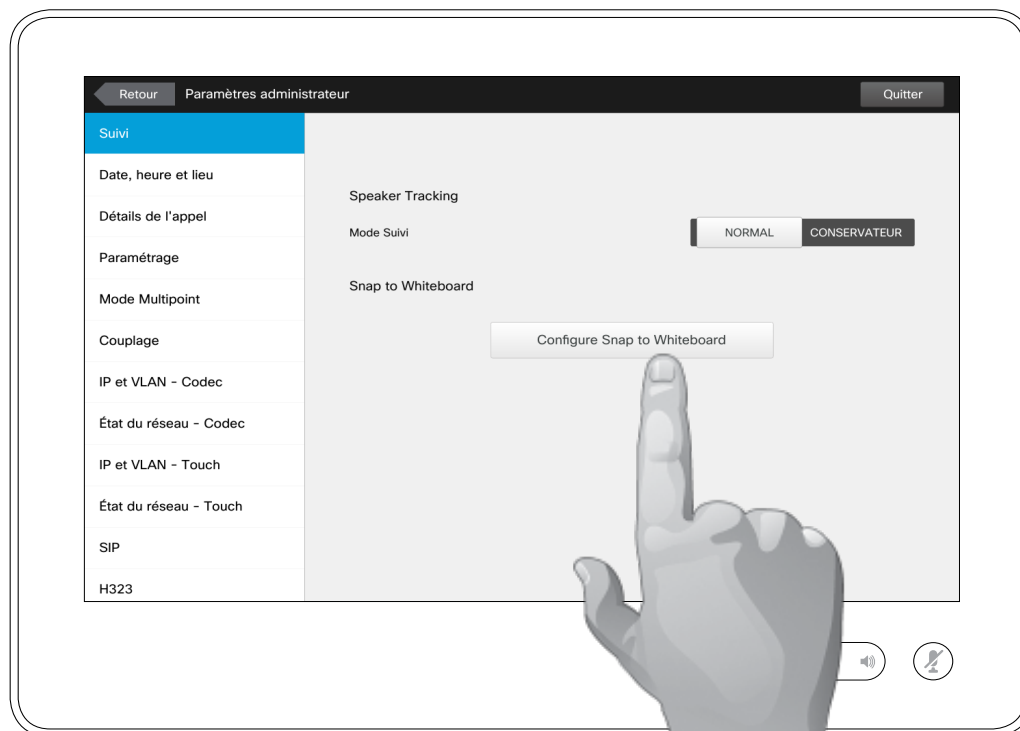 Retour Paramètres administrateur Quitter
Suivi
Date, heure et lieu
Détails de l'appel
Paramétrage
Mode Multipoint
Couplage
IP et VLAN - Codec
État du réseau - Codec
IP et VLAN - Touch
État du réseau - Touch
SIP
H323
Speaker Tracking
Mode Suivi NORMAL CONSERVATEUR
Snap to Whiteboard
Configure Snap to Whiteboard